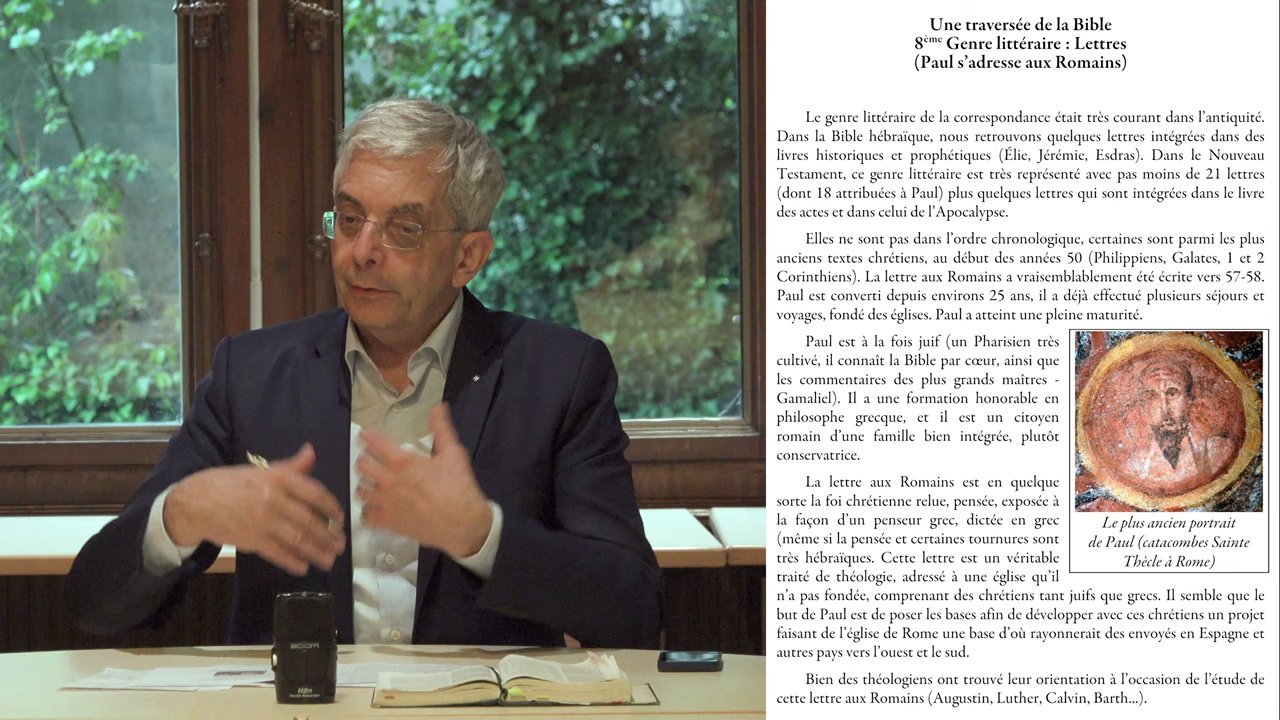 Une traversée de la Bible
8ème Genre littéraire : Lettres
(Paul s’adresse aux Romains)
Le genre littéraire de la correspondance était très courant dans l’antiquité.
Dans la Bible hébraïque, nous retrouvons quelques lettres intégrées dans des
livres historiques et prophétiques (Élie, Jérémie, Esdras). Dans le Nouveau
Testament, ce genre littéraire est très représenté avec pas moins de 21 lettres
(dont 18 attribuées à Paul) plus quelques lettres qui sont intégrées dans le livre
des actes et dans celui de l’Apocalypse.
Elles ne sont pas dans l’ordre chronologique, certaines sont parmi les plus
anciens textes chrétiens, au début des années 50 (Philippiens, Galates, 1 et 2
Corinthiens). La lettre aux Romains a vraisemblablement été écrite vers 57-58.
Paul est converti depuis environs 25 ans, il a déjà effectué plusieurs séjours et
voyages, fondé des églises. Paul a atteint une pleine maturité.
Paul est à la fois juif (un Pharisien très
cultivé, il connait la Bible par cœur, ainsi que
les commentaires des plus grands maîtres -
Gamaliel). Il a une formation honorable en
philosophe grecque, et il est un citoyen
romain d’une famille bien intégrée, plutôt
conservatrice.
La lettre aux Romains est en quelque
sorte la foi chrétienne relue, pensée, exposée à
la façon d’un penseur grec, dictée en grec
(même si la pensée et certaines tournures sont
très hébraïques. Cette lettre est un véritable
traité de théologie, adressé à une église qu’il
n’a pas fondée, comprenant des chrétiens tant juifs que grecs. Il semble que le
but de Paul est de poser les bases afin de développer avec ces chrétiens un projet
faisant de l’église de Rome une base d’où rayonnerait des envoyés en Espagne et
autres pays vers l’ouest et le sud.
Bien des théologiens ont trouvé leur orientation à l’occasion de l’étude de
cette lettre aux Romains (Augustin, Luther, Calvin, Barth...).
Le plus ancien portrait
de Paul (catacombes Sainte
Thècle à Rome)
zoom
H4n